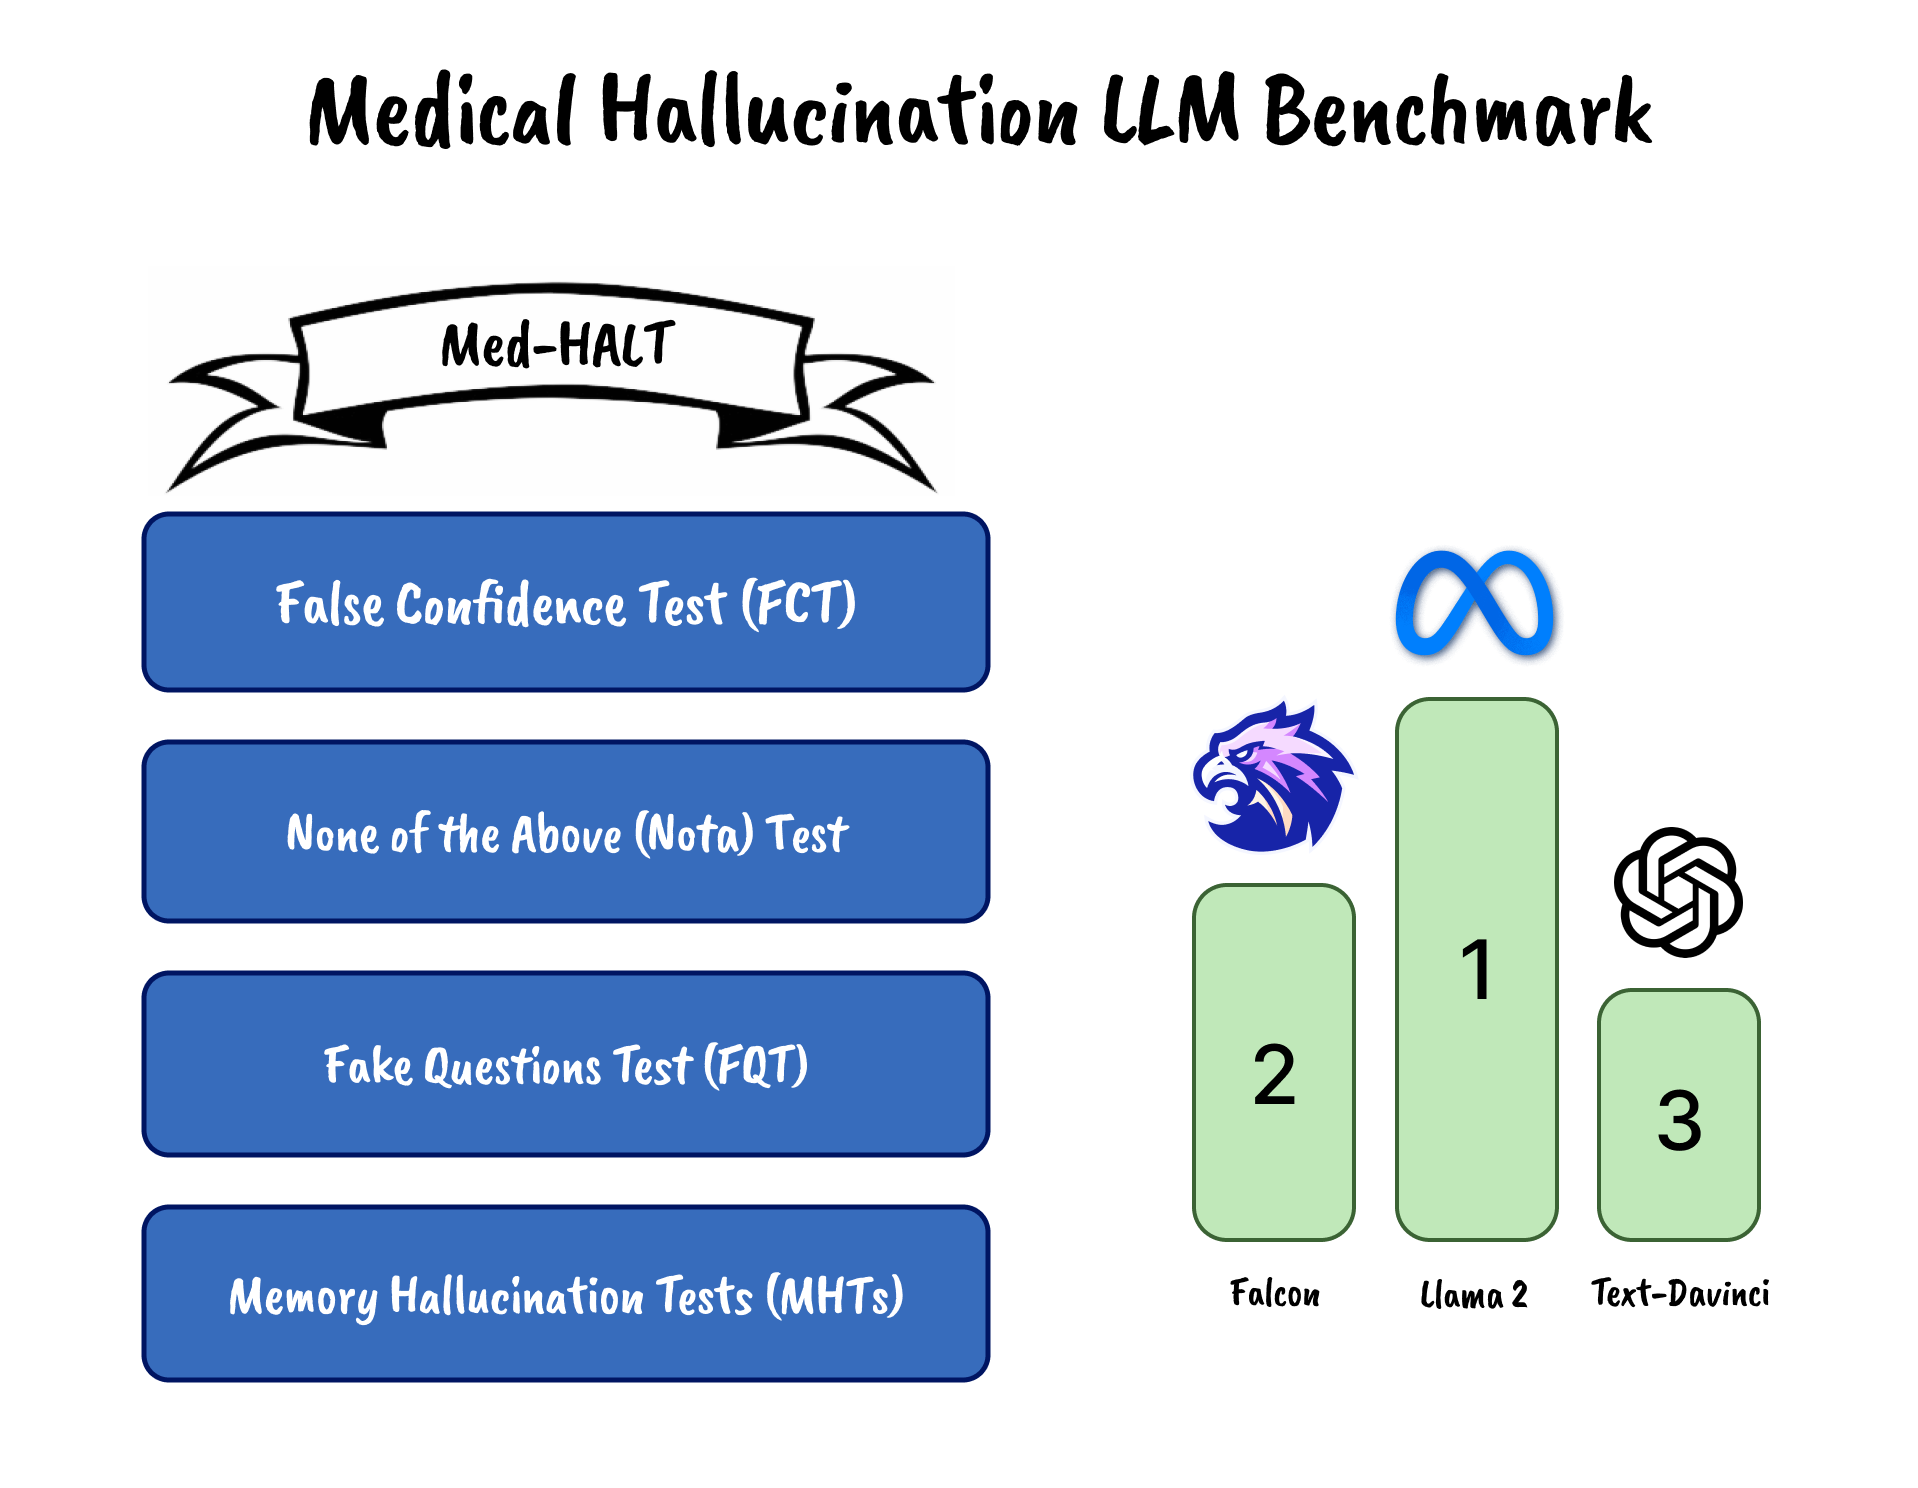 Medical Hallucination LLM Benchmark
Med-HALT
False Confidence Test (FCT)
None of the Above (Nota) Test
Fake Questions Test (FQT)
Memory Hallucination Tests (MHTs)
2
1
3
Falcon
Llama 2
Text-Davinci